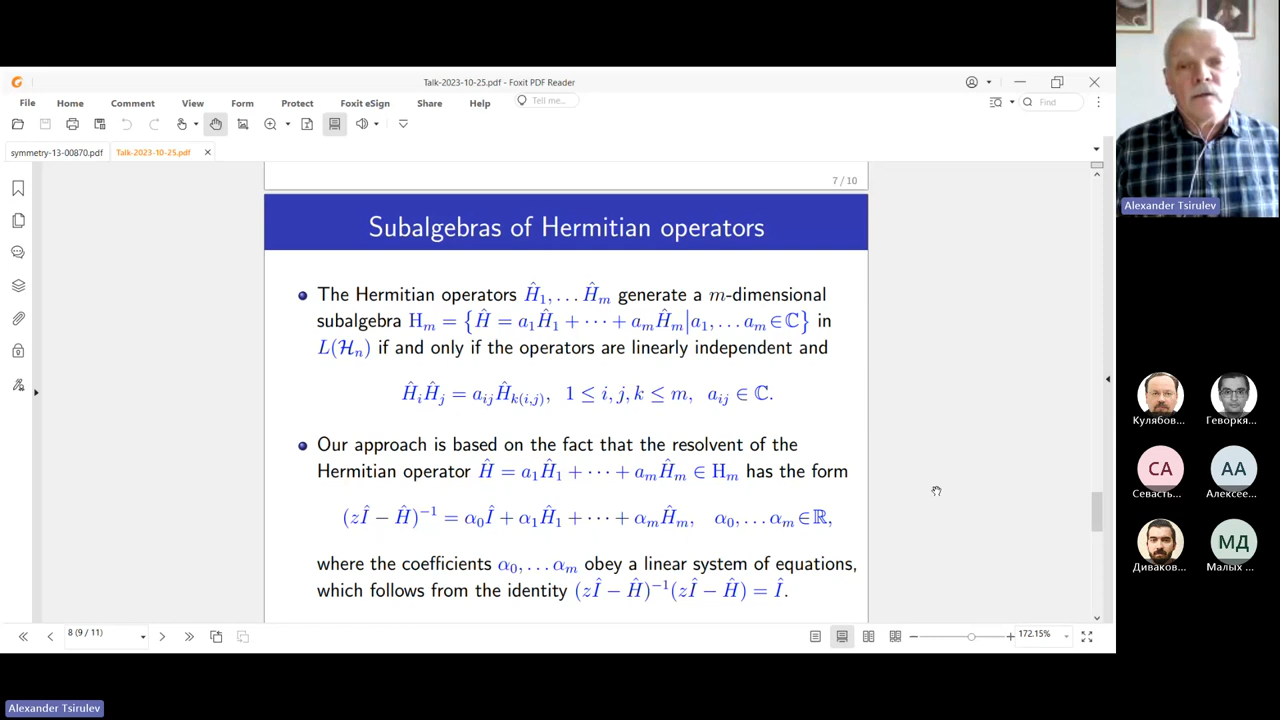 Talk-2023-10-25.pdf - Foxit PDF Reader
File Home Comment View Form Protect Foxit eSign Share Help Tell me... Find
symmetry-13-00870.pdf Talk-2023-10-25.pdf
7 / 10
Subalgebras of Hermitian operators
The Hermitian operators Ĥ₁, … Ĥₘ generate a m-dimensional
subalgebra Hₘ = {Ĥ = a₁Ĥ₁ + ⋯ + aₘĤₘ | a₁, … aₘ ∈ ℂ} in
L(ℋₙ) if and only if the operators are linearly independent and
ĤᵢĤⱼ = aᵢⱼĤₖ₍ᵢ,ⱼ₎, 1 ≤ i, j, k ≤ m, aᵢⱼ ∈ ℂ.
Our approach is based on the fact that the resolvent of the
Hermitian operator Ĥ = a₁Ĥ₁ + ⋯ + aₘĤₘ ∈ Hₘ has the form
(zÎ − Ĥ)⁻¹ = α₀Î + α₁Ĥ₁ + ⋯ + αₘĤₘ, α₀, … αₘ ∈ ℝ,
where the coefficients α₀, … αₘ obey a linear system of equations,
which follows from the identity (zÎ − Ĥ)⁻¹(zÎ − Ĥ) = Î.
8 (9 / 11)
172.15%
Alexander Tsirulev
Кулябов... Геворкя...
СА АА
Севасть... Алексее...
МД
Диваков... Малых ...
Alexander Tsirulev